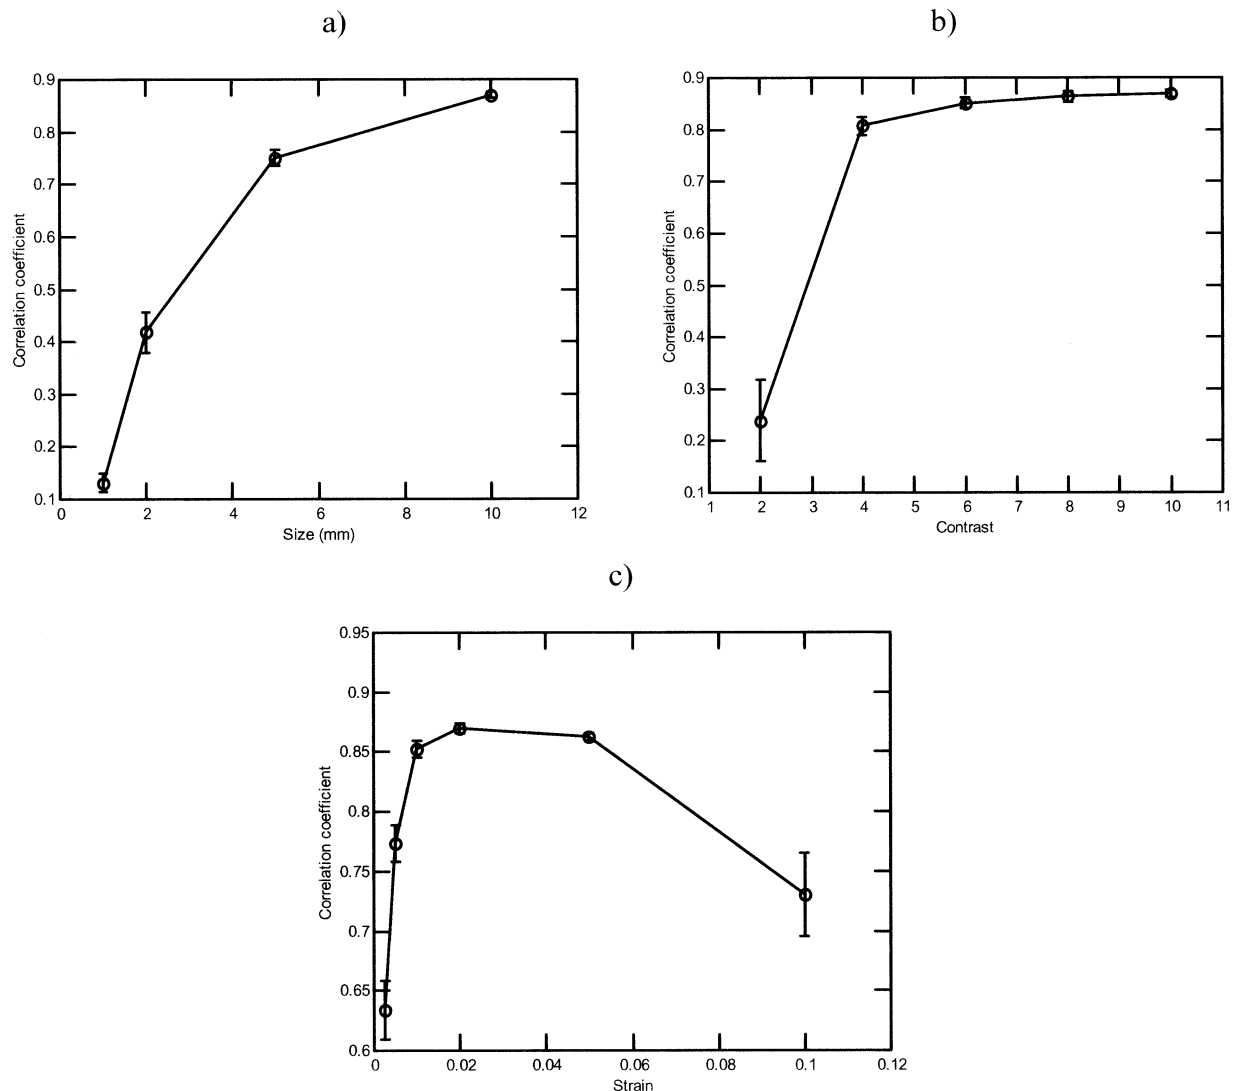 a)
b)
0.9
0.8
0.7
0.6
0.5
0.4
0.3
0.2
0.1
0 2 4 6 8 10 12
Size (mm)
Correlation coefficient
0.9
0.8
0.7
0.6
0.5
0.4
0.3
0.2
0.1
1 2 3 4 5 6 7 8 9 10 11
Contrast
Correlation coefficient
c)
0.95
0.9
0.85
0.8
0.75
0.7
0.65
0.6
0 0.02 0.04 0.06 0.08 0.1 0.12
Strain
Correlation coefficient